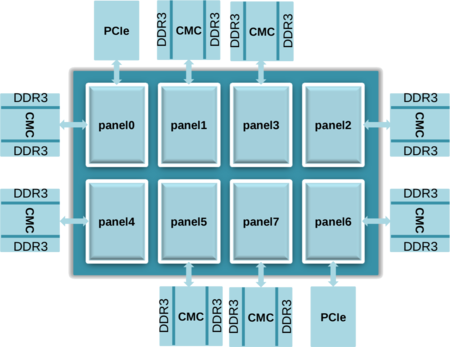 PCIe
DDR3
CMC
DDR3
DDR3
CMC
DDR3
DDR3
CMC
DDR3
panel0
panel1
panel3
panel2
DDR3
CMC
DDR3
DDR3
CMC
DDR3
panel4
panel5
panel7
panel6
DDR3
CMC
DDR3
DDR3
CMC
DDR3
DDR3
CMC
DDR3
PCIe